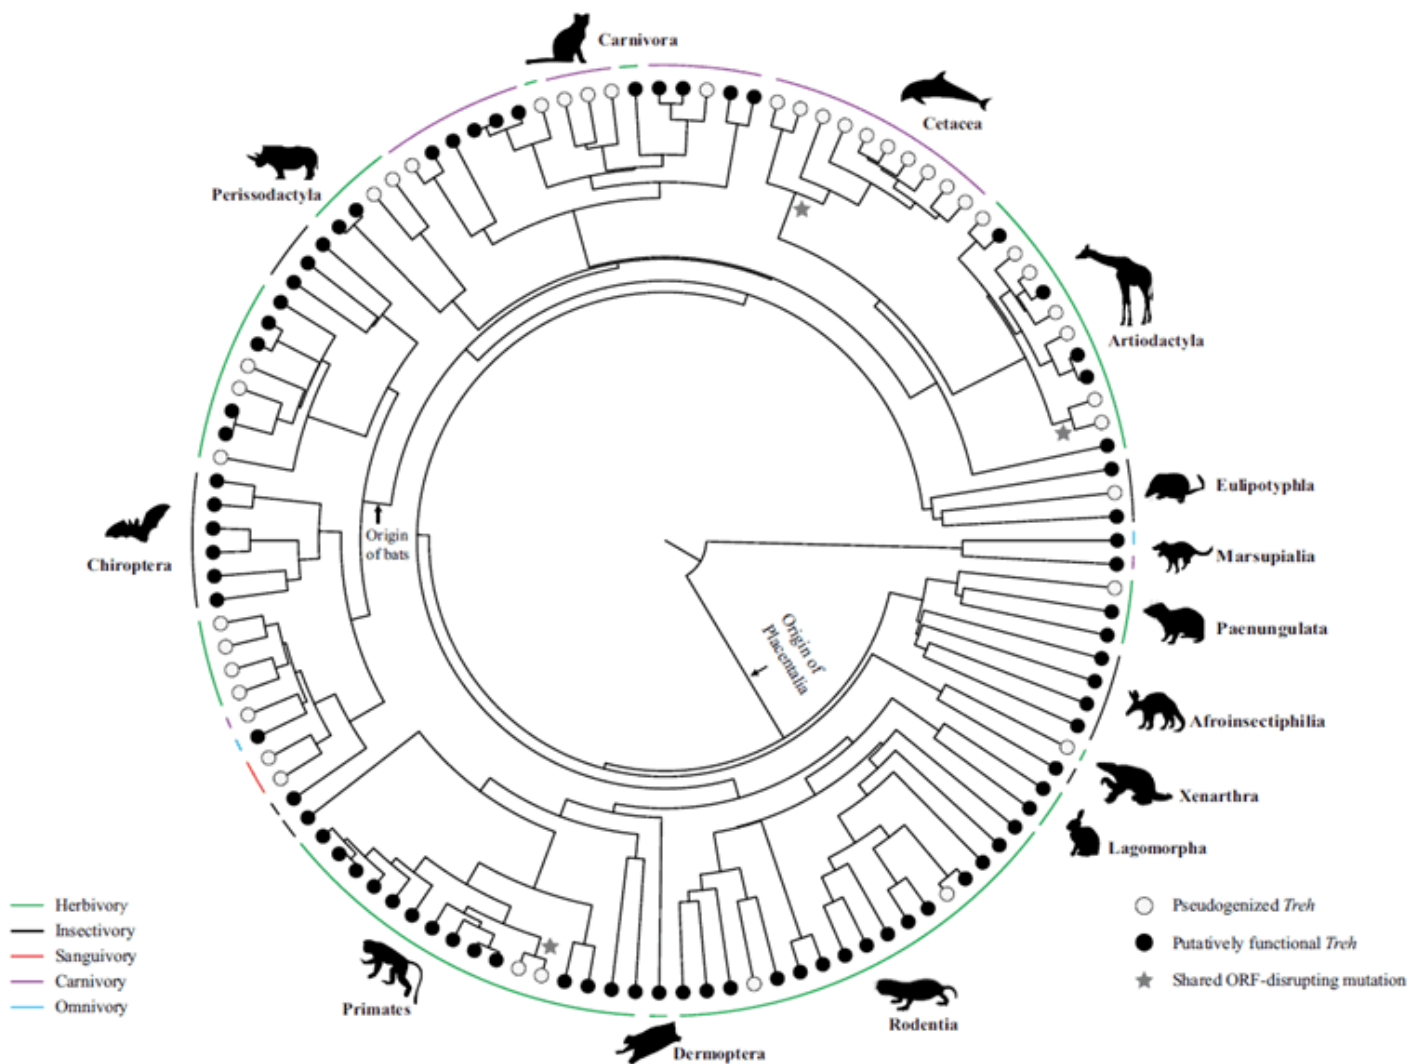 Carnivora
Cetacea
Perissodactyla
Artiodactyla
Eulipotyphla
Origin
of bats
Marsupialia
Chiroptera
Origin of
Placentalia
Paenungulata
Afroinsectiphilia
Xenarthra
Lagomorpha
Herbivory
Insectivory
Sanguivory
Carnivory
Omnivory
Pseudogenized Treh
Putatively functional Treh
Shared ORF-disrupting mutation
Primates
Rodentia
Dermoptera